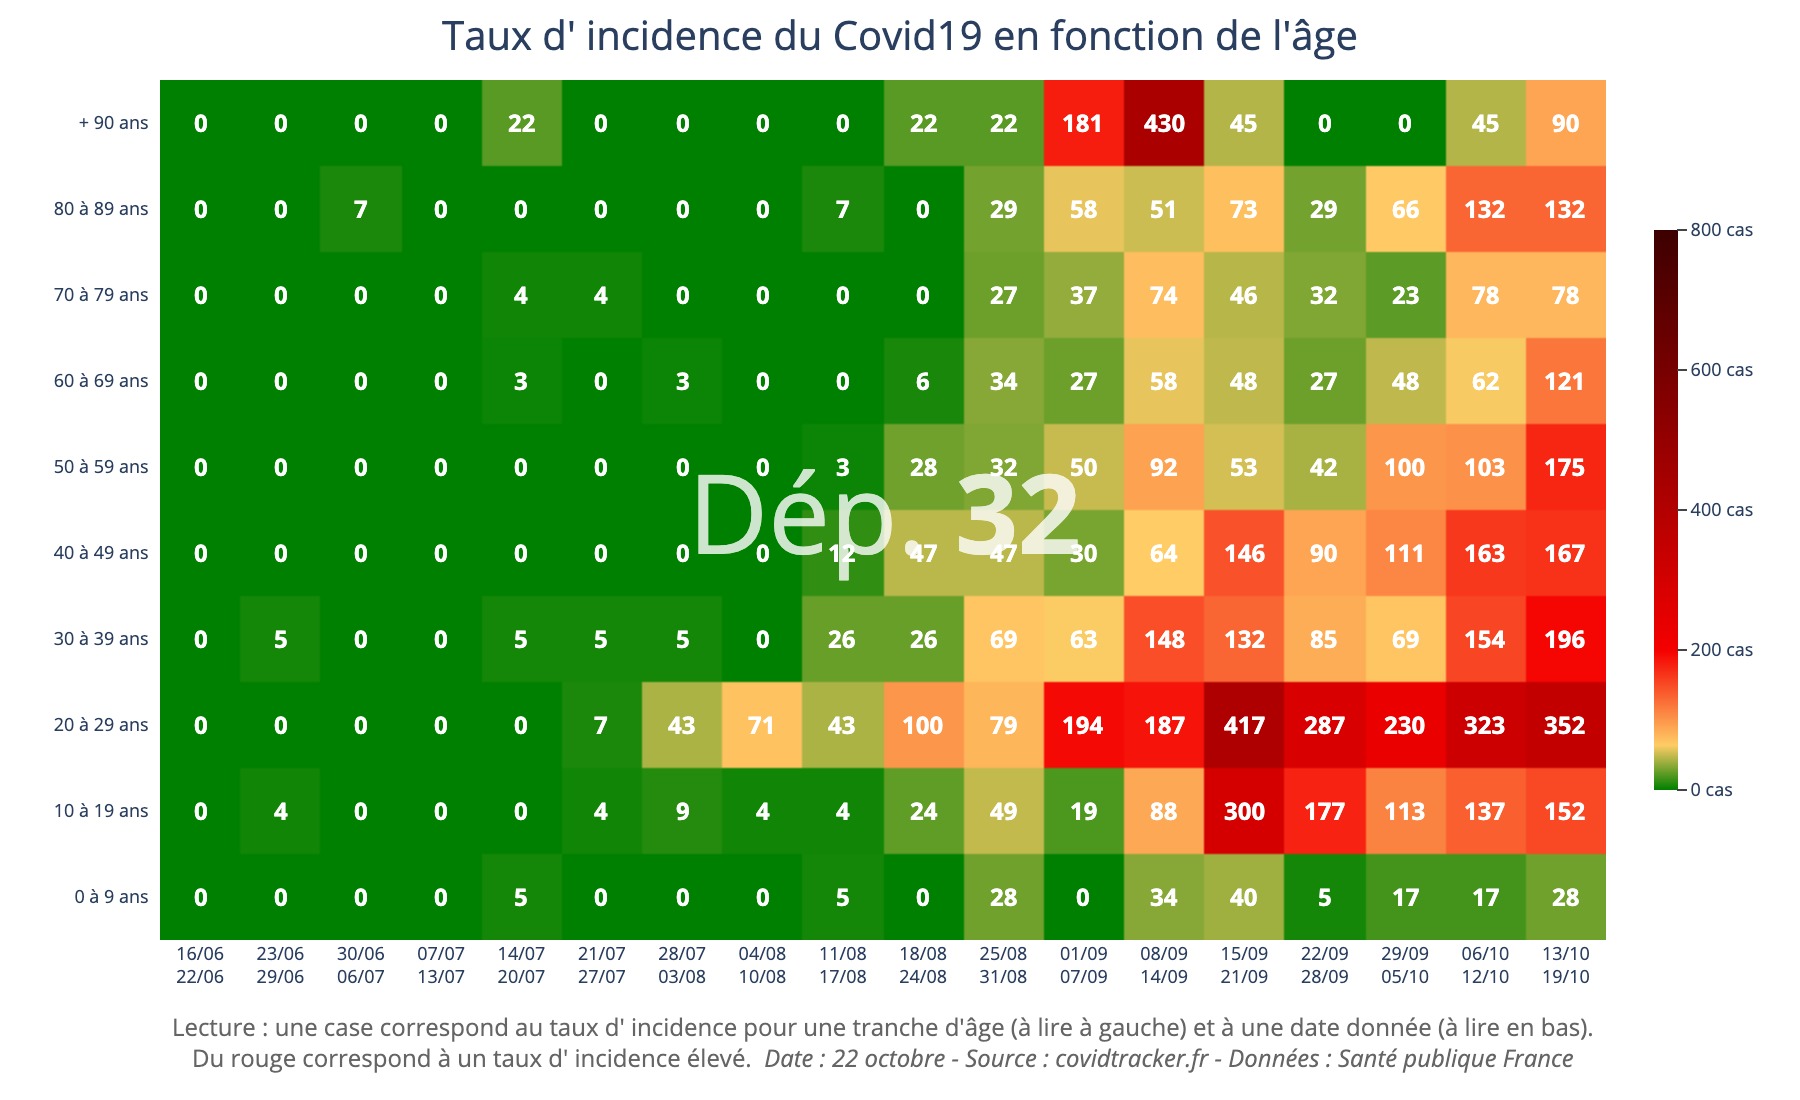 Taux d' incidence du Covid19 en fonction de l'âge
+ 90 ans 0 0 0 0 22 0 0 0 0 22 22 181 430 45 0 0 45 90
80 à 89 ans 0 0 7 0 0 0 0 0 7 0 29 58 51 73 29 66 132 132
70 à 79 ans 0 0 0 0 4 4 0 0 0 0 27 37 74 46 32 23 78 78
60 à 69 ans 0 0 0 0 3 0 3 0 0 6 34 27 58 48 27 48 62 121
50 à 59 ans 0 0 0 0 0 0 0 0 3 28 32 50 92 53 42 100 103 175
Dép. 32
40 à 49 ans 0 0 0 0 0 0 0 0 12 47 47 30 64 146 90 111 163 167
30 à 39 ans 0 5 0 0 5 5 5 0 26 26 69 63 148 132 85 69 154 196
20 à 29 ans 0 0 0 0 0 7 43 71 43 100 79 194 187 417 287 230 323 352
10 à 19 ans 0 4 0 0 0 4 9 4 4 24 49 19 88 300 177 113 137 152
0 à 9 ans 0 0 0 0 5 0 0 0 5 0 28 0 34 40 5 17 17 28
16/06 23/06 30/06 07/07 14/07 21/07 28/07 04/08 11/08 18/08 25/08 01/09 08/09 15/09 22/09 29/09 06/10 13/10
22/06 29/06 06/07 13/07 20/07 27/07 03/08 10/08 17/08 24/08 31/08 07/09 14/09 21/09 28/09 05/10 12/10 19/10
800 cas
600 cas
400 cas
200 cas
0 cas
Lecture : une case correspond au taux d' incidence pour une tranche d'âge (à lire à gauche) et à une date donnée (à lire en bas).
Du rouge correspond à un taux d' incidence élevé. Date : 22 octobre - Source : covidtracker.fr - Données : Santé publique France